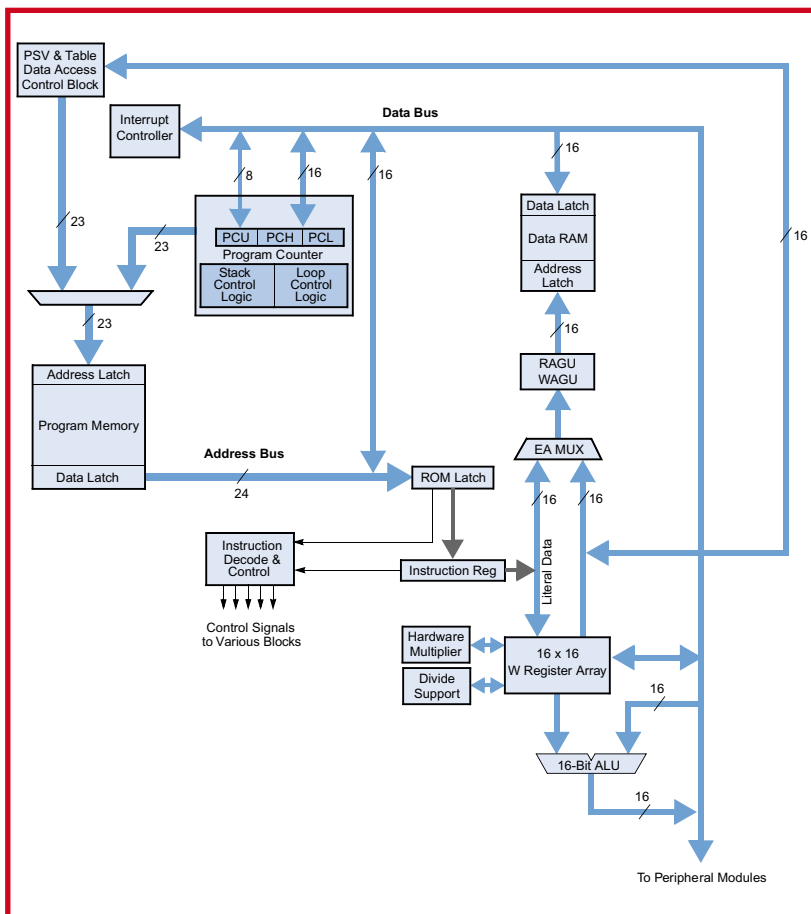 PSV & Table
Data Access
Control Block
Interrupt
Controller
Data Bus
8
16
16
16
16
23
23
PCU
PCH
PCL
Program Counter
Stack
Control
Logic
Loop
Control
Logic
Data Latch
Data RAM
Address
Latch
23
16
RAGU
WAGU
Address Latch
Program Memory
Data Latch
Address Bus
24
EA MUX
ROM Latch
16
16
Instruction
Decode &
Control
Instruction Reg
Literal Data
Control Signals
to Various Blocks
Hardware
Multiplier
Divide
Support
16 x 16
W Register Array
16
16-Bit ALU
16
To Peripheral Modules